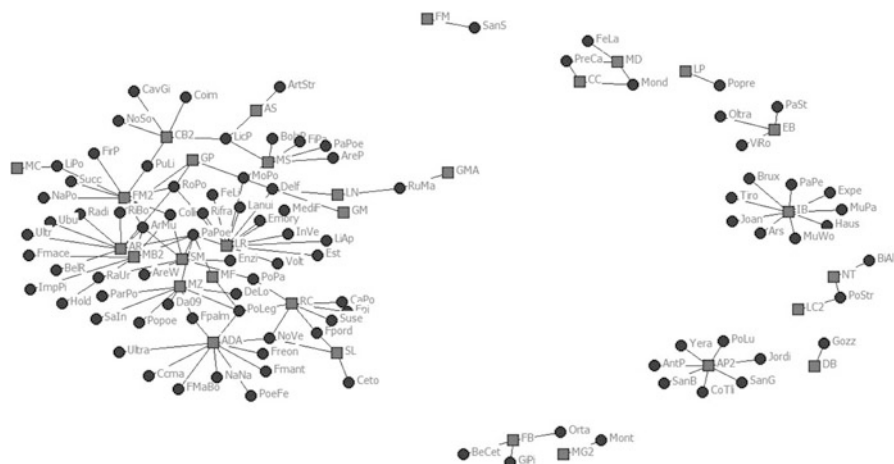 FM
SanS
FeLa
PreCa
MD
CC
Mond
LP
Popre
CavGi
Coim
ArtStr
AS
PaSt
Oltra
EB
ViRo
NoSo
CB2
LicP
FiPa
PaPoe
MS
AreP
FirP
GP
MC
LiPo
PuLi
MoPo
GMA
Succ
RoPo
Delf
LN
RuMa
NaPo
FM2
Lanui
MediF
GM
Brux
PaPe
Tiro
Expe
IB
MuPa
Joan
Haus
MuWo
Ubu
Radi
RiBo
Rifra
Emory
Ultr
ArMu
PaPoe
InVe
AR
LR
LiAp
Fmace
MB2
SM
Enzi
Volt
Est
BelR
RaUr
AreW
MF
PoPa
NT
ImpPi
MZ
DeLo
PoStr
Hold
ParPo
Da09
PoLeg
RC
CaPo
LC2
SaIn
Popoe
Fpalm
Suse
Fpord
ADA
NoVe
SL
Ultra
Freon
Yera
PoLu
Gozz
AntP
AP2
Jordi
DB
Ccma
NaNa
Fmant
Ceto
SanB
SanG
FMaBo
PoeFe
CoTi
FB
Orta
Mont
BeCet
GiPi
MG2